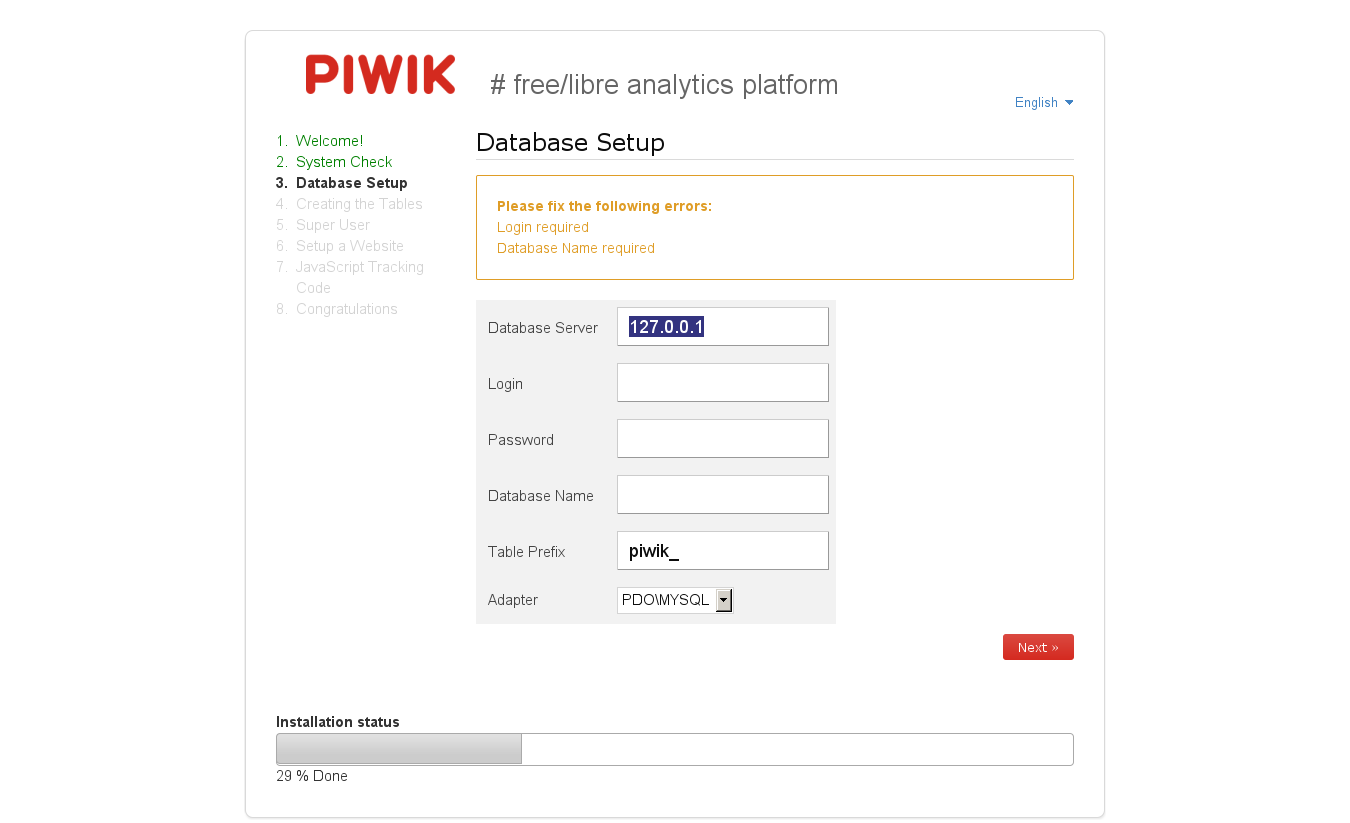 PIWIK # free/libre analytics platform
English
1. Welcome!
2. System Check
3. Database Setup
4. Creating the Tables
5. Super User
6. Setup a Website
7. JavaScript Tracking
Code
8. Congratulations
Database Setup
Please fix the following errors:
Login required
Database Name required
Database Server 127.0.0.1
Login
Password
Database Name
Table Prefix piwik_
Adapter PDO\MYSQL
Next »
Installation status
29 % Done